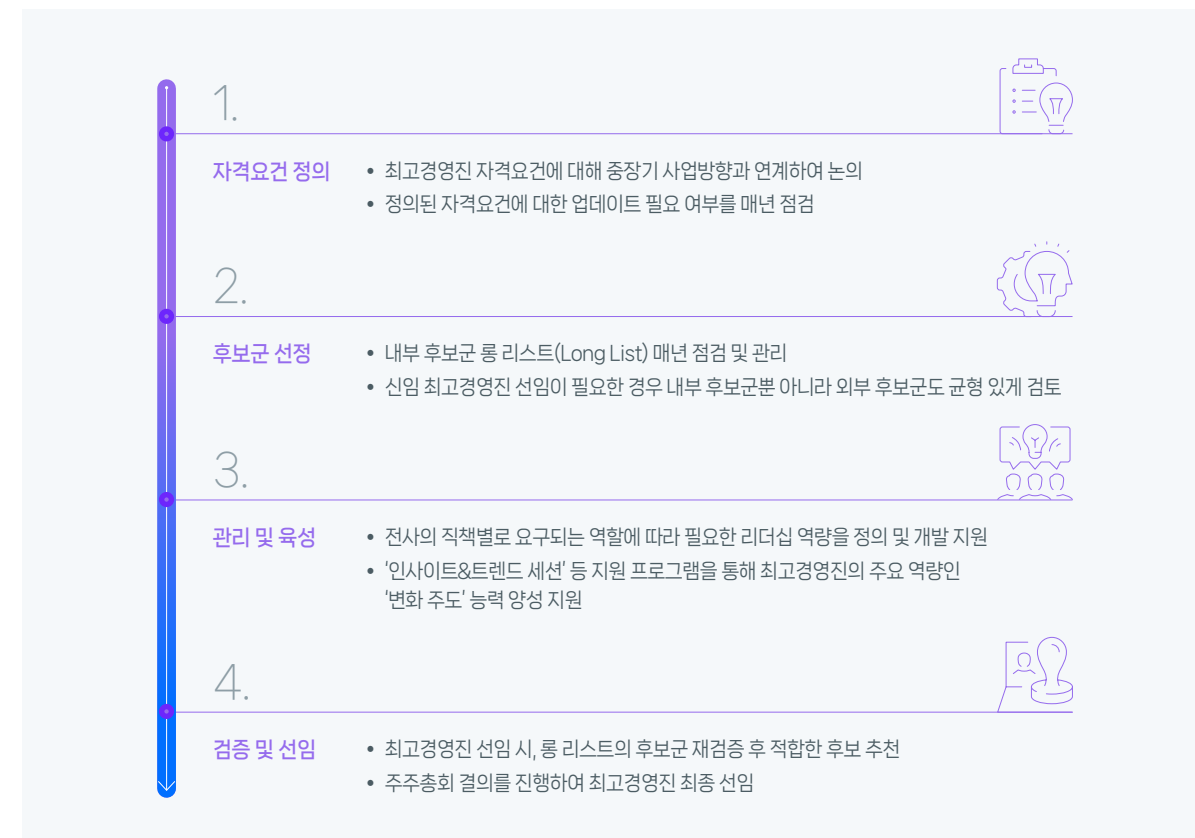 1.
자격요건 정의
• 최고경영진 자격요건에 대해 중장기 사업방향과 연계하여 논의
• 정의된 자격요건에 대한 업데이트 필요 여부를 매년 점검
2.
후보군 선정
• 내부 후보군 롱 리스트(Long List) 매년 점검 및 관리
• 신임 최고경영진 선임이 필요한 경우 내부 후보군뿐 아니라 외부 후보군도 균형 있게 검토
3.
관리 및 육성
• 전사의 직책별로 요구되는 역할에 따라 필요한 리더십 역량을 정의 및 개발 지원
• ‘인사이트&트렌드 세션’ 등 지원 프로그램을 통해 최고경영진의 주요 역량인
‘변화 주도’ 능력 양성 지원
4.
검증 및 선임
• 최고경영진 선임 시, 롱 리스트의 후보군 재검증 후 적합한 후보 추천
• 주주총회 결의를 진행하여 최고경영진 최종 선임